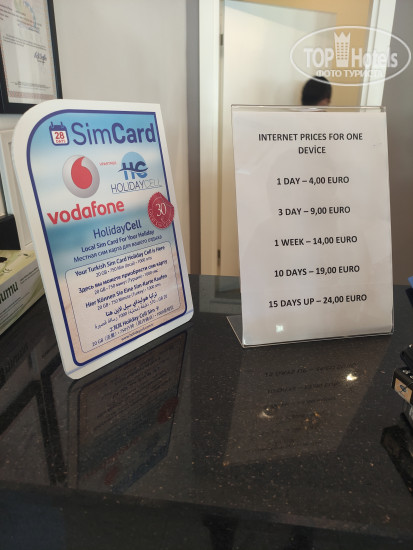 28
DAYS
SimCard
vodafone
HC
HOLIDAYCELL
30
HolidayCell
Local Sim Card For Your Holiday
Местная сим карта для вашего отдыха
Your Turkish Sim Card Holiday Cell is Here
Здесь вы можете приобрести сим карту
Hier Können Sie Eine Sim Karte Kaufen
INTERNET PRICES FOR ONE
DEVİCE
1 DAY – 4,00 EURO
3 DAY – 9,00 EURO
1 WEEK – 14,00 EURO
10 DAYS – 19,00 EURO
15 DAYS UP – 24,00 EURO
TOP Hotels
ФОТО ТУРИСТА